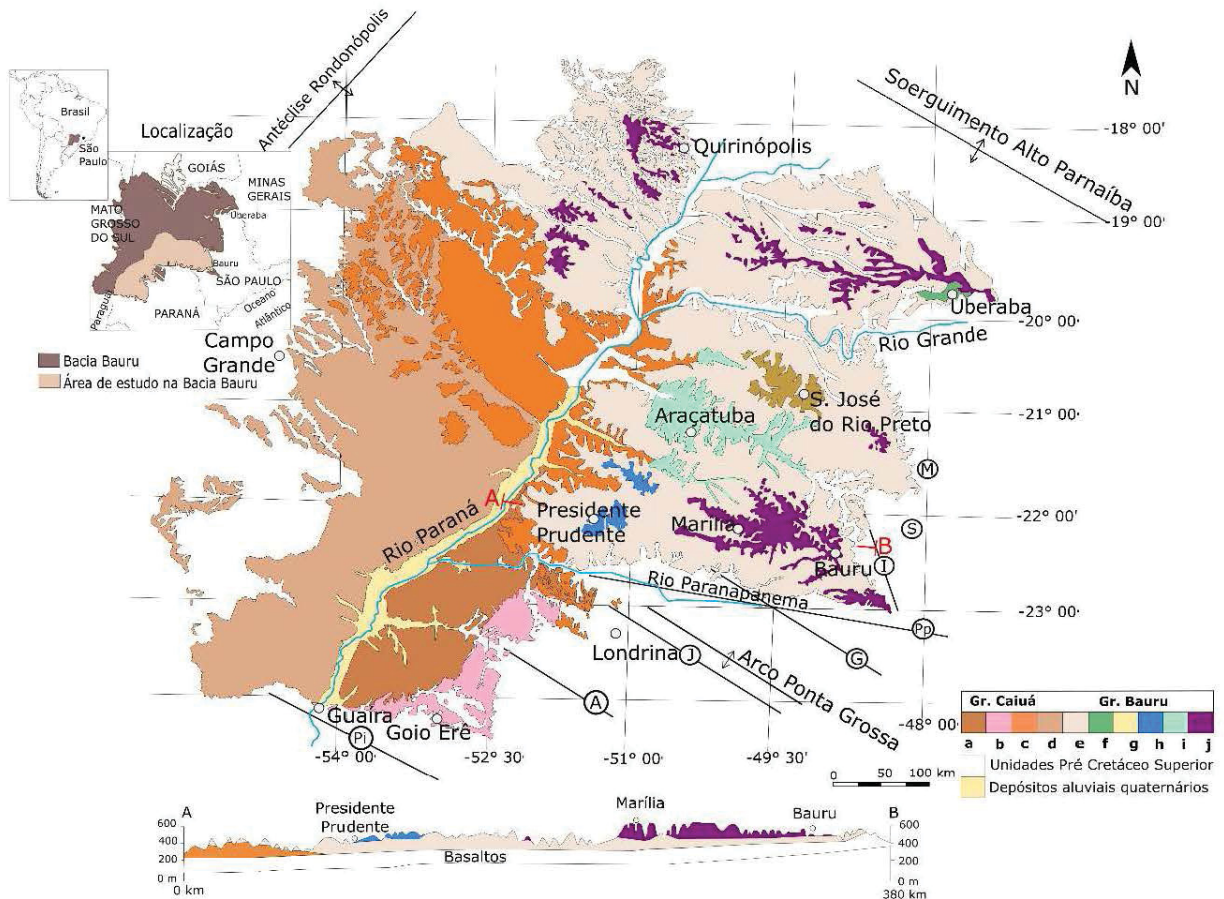 Brasil
São
Paulo
Localização
GOIÁS
MINAS
GERAIS
MATO
GROSSO
DO SUL
Uberaba
Bauru
SÃO PAULO
Paraguai
PARANÁ
Oceano
Atlântico
Bacia Bauru
Área de estudo na Bacia Bauru
Antéclise Rondonópolis
Soerguimento Alto Parnaíba
N
-18° 00'
Quirinópolis
-19° 00'
Uberaba
-20° 00'
Rio Grande
Campo
Grande
S. José
do Rio Preto
Araçatuba
-21° 00'
M
A
Presidente
Prudente
Rio Paraná
Marília
-22° 00'
S
B
Bauru
I
Rio Paranapanema
-23° 00'
Pp
Londrina
J
G
Arco Ponta Grossa
A
Guaira
Goio Erê
Pi
-54° 00'
-52° 30'
-51° 00'
-49° 30'
-48° 00'
0 50 100 km
Gr. Caiuá Gr. Bauru
a b c d e f g h i j
Unidades Pré Cretáceo Superior
Depósitos aluviais quaternários
A
Presidente
Prudente
Marília
Bauru
B
600
400
200
0 m
0 km
Basaltos
600
400
200
0 m
380 km